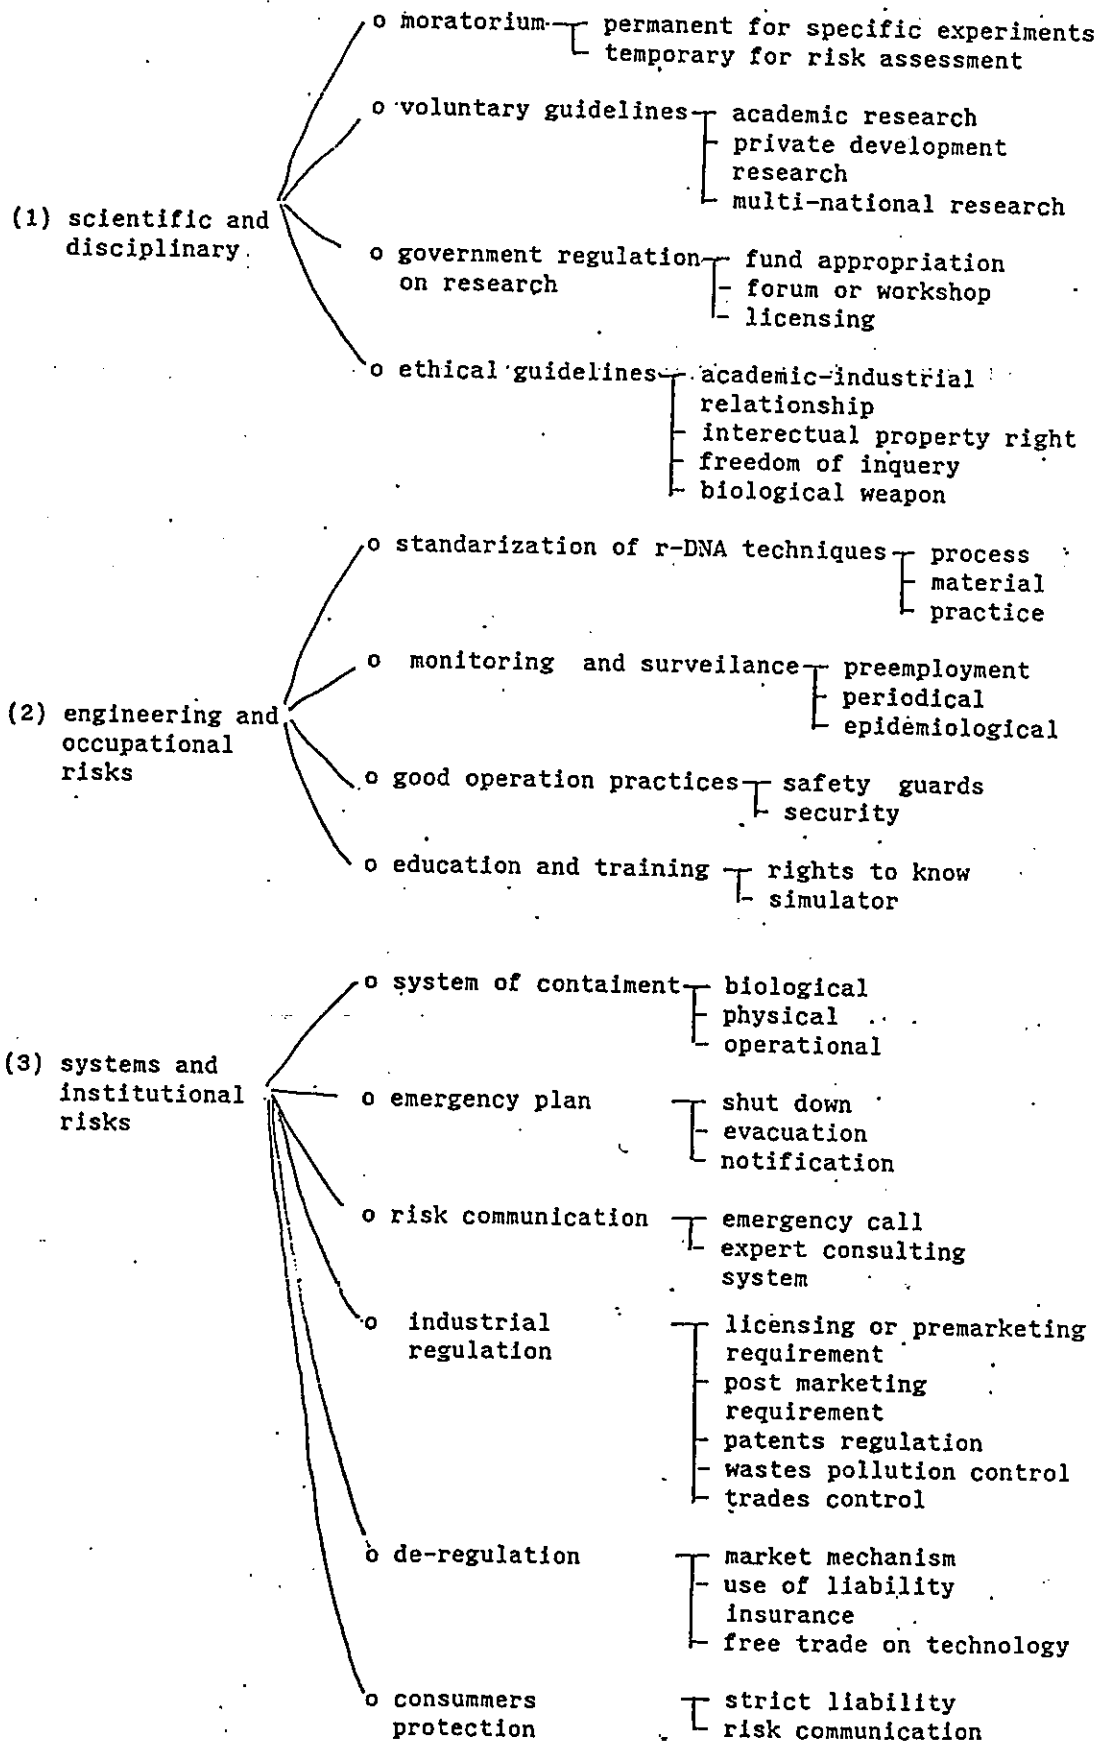 o moratorium permanent for specific experiments
temporary for risk assessment
o voluntary guidelines academic research
private development
research
multi-national research
(1) scientific and
disciplinary
o government regulation fund appropriation
on research forum or workshop
licensing
o ethical guidelines academic-industrial
relationship
interectual property right
freedom of inquery
biological weapon
o standarization of r-DNA techniques process
material
practice
o monitoring and surveilance preemployment
periodical
epidemiological
(2) engineering and
occupational
risks
o good operation practices safety guards
security
o education and training rights to know
simulator
o system of contaiment biological
physical
operational
(3) systems and
institutional
risks
o emergency plan shut down
evacuation
notification
o risk communication emergency call
expert consulting
system
o industrial licensing or premarketing
regulation requirement
post marketing
requirement
patents regulation
wastes pollution control
trades control
o de-regulation market mechanism
use of liability
insurance
free trade on technology
o consummers strict liability
protection risk communication